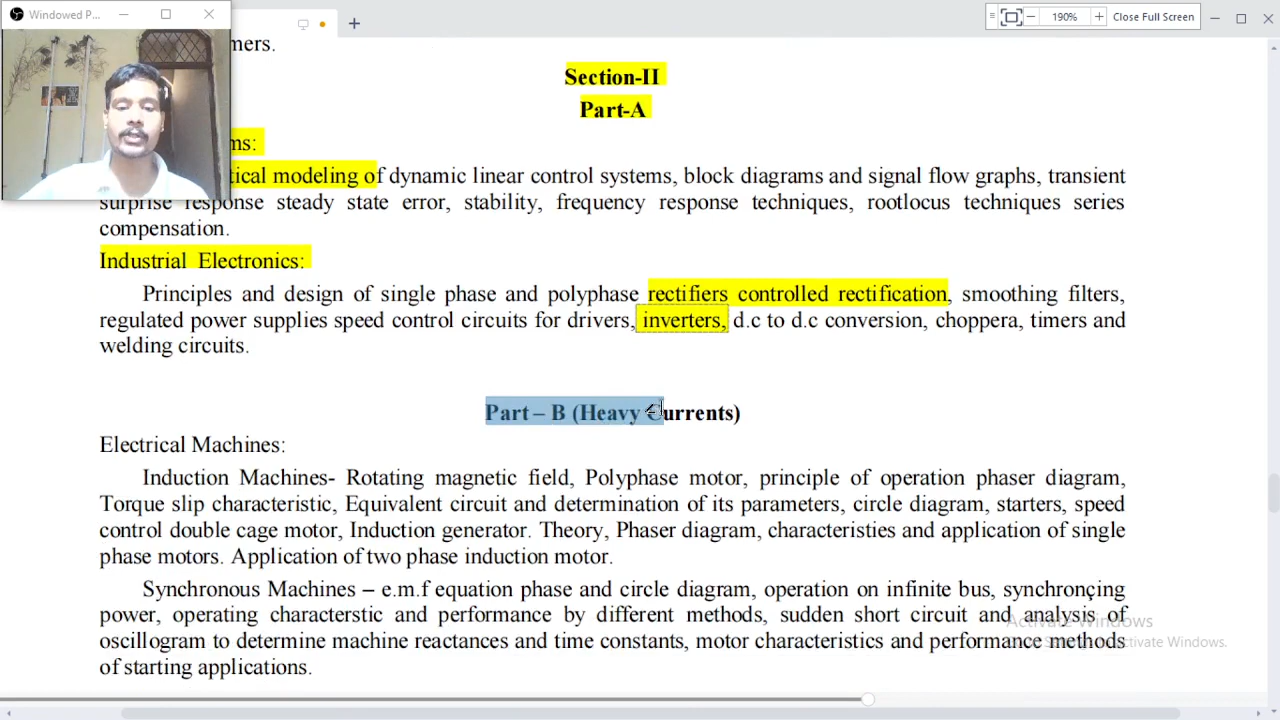 Windowed P...
190%
Close Full Screen
mers.
Section-II
Part-A
ms:
tical modeling of dynamic linear control systems, block diagrams and signal flow graphs, transient
surprise response steady state error, stability, frequency response techniques, rootlocus techniques series
compensation.
Industrial Electronics:
Principles and design of single phase and polyphase rectifiers controlled rectification, smoothing filters,
regulated power supplies speed control circuits for drivers, inverters, d.c to d.c conversion, choppera, timers and
welding circuits.
Part – B (Heavy Currents)
Electrical Machines:
Induction Machines- Rotating magnetic field, Polyphase motor, principle of operation phaser diagram,
Torque slip characteristic, Equivalent circuit and determination of its parameters, circle diagram, starters, speed
control double cage motor, Induction generator. Theory, Phaser diagram, characteristies and application of single
phase motors. Application of two phase induction motor.
Synchronous Machines – e.m.f equation phase and circle diagram, operation on infinite bus, synchronçing
power, operating characterstic and performance by different methods, sudden short circuit and analysis of
oscillogram to determine machine reactances and time constants, motor characteristics and performance methods
of starting applications.
Activate Windows
Activate Windows.